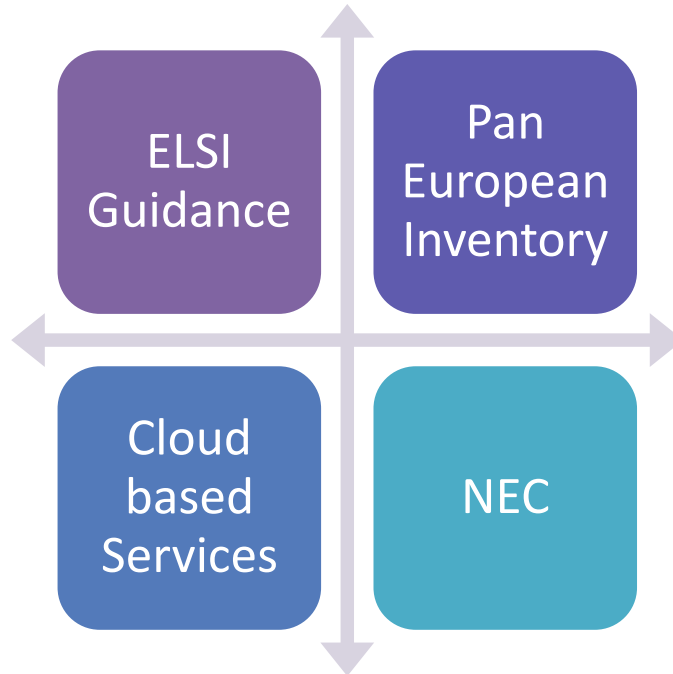 ELSI
Guidance
Pan
European
Inventory
Cloud
based
Services
NEC